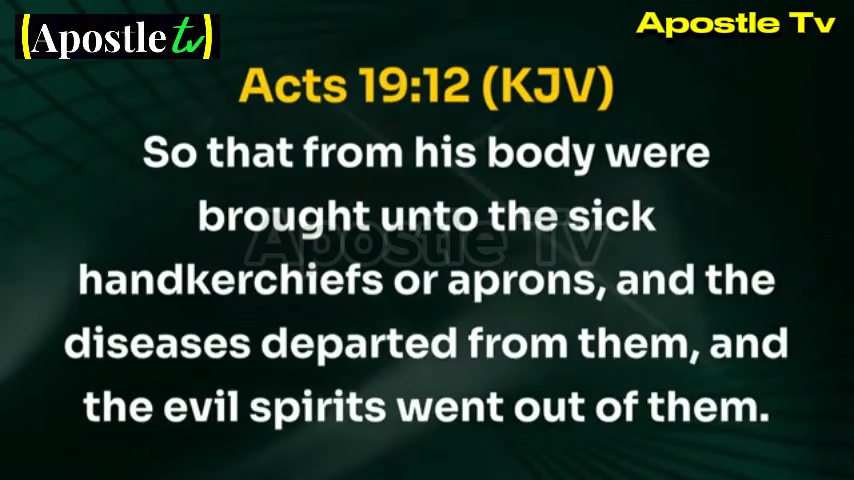 (Apostle tv)
Apostle Tv
Acts 19:12 (KJV)
So that from his body were
brought unto the sick
Apostle Tv
handkerchiefs or aprons, and the
diseases departed from them, and
the evil spirits went out of them.